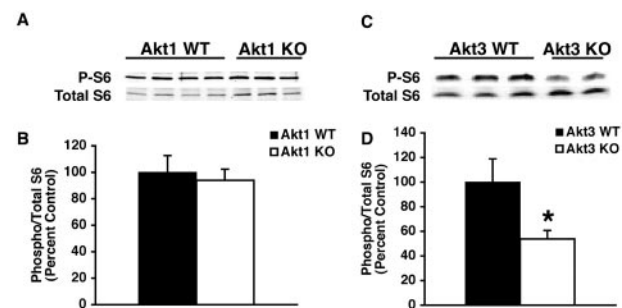 A
Akt1 WT Akt1 KO
P-S6
Total S6
B
Akt1 WT
Akt1 KO
Phospho/Total S6
(Percent Control)
120
100
80
60
40
20
0
C
Akt3 WT Akt3 KO
P-S6
Total S6
D
Akt3 WT
Akt3 KO
Phospho/Total S6
(Percent Control)
140
120
100
80
60
40
20
0
*